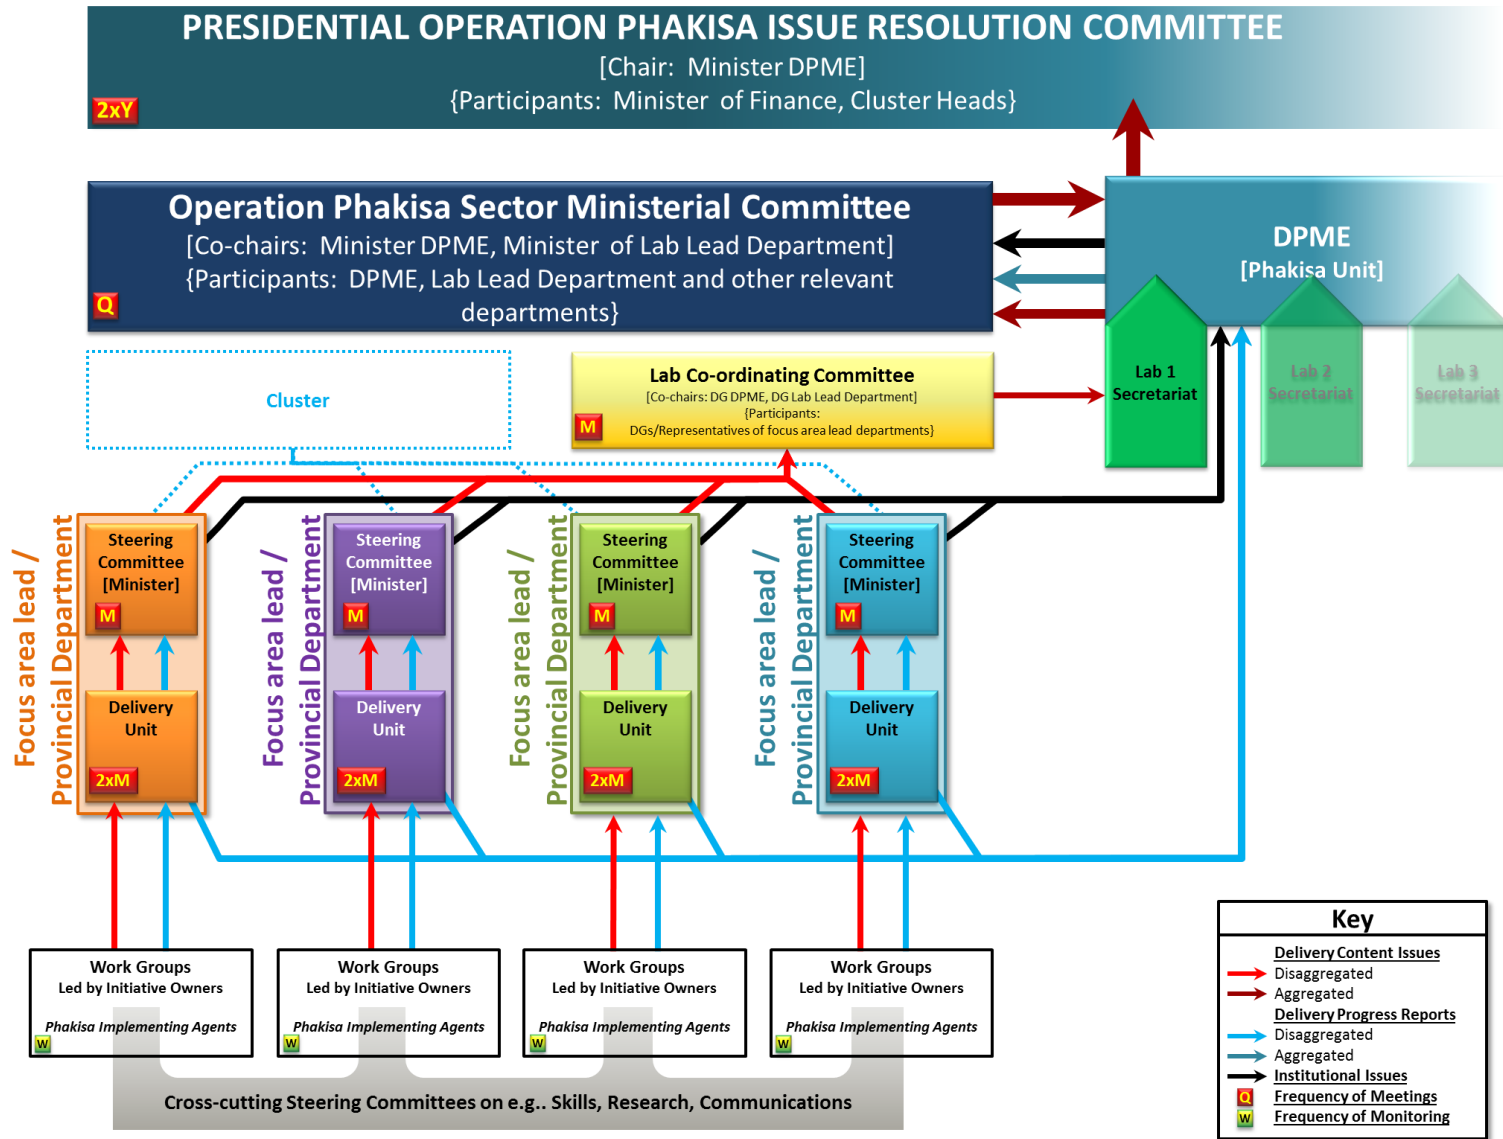 PRESIDENTIAL OPERATION PHAKISA ISSUE RESOLUTION COMMITTEE
[Chair: Minister DPME]
{Participants: Minister of Finance, Cluster Heads}
2xY
Operation Phakisa Sector Ministerial Committee
[Co-chairs: Minister DPME, Minister of Lab Lead Department]
{Participants: DPME, Lab Lead Department and other relevant
departments}
Q
DPME
[Phakisa Unit]
Lab 1
Secretariat
Lab 2
Secretariat
Lab 3
Secretariat
Cluster
Lab Co-ordinating Committee
[Co-chairs: DG DPME, DG Lab Lead Department]
{Participants:
DGs/Representatives of focus area lead departments}
M
Focus area lead /
Provincial Department
Steering
Committee
[Minister]
M
Delivery
Unit
2xM
Focus area lead /
Provincial Department
Steering
Committee
[Minister]
M
Delivery
Unit
2xM
Focus area lead /
Provincial Department
Steering
Committee
[Minister]
M
Delivery
Unit
2xM
Focus area lead /
Provincial Department
Steering
Committee
[Minister]
M
Delivery
Unit
2xM
Work Groups
Led by Initiative Owners
Phakisa Implementing Agents
W
Work Groups
Led by Initiative Owners
Phakisa Implementing Agents
W
Work Groups
Led by Initiative Owners
Phakisa Implementing Agents
W
Work Groups
Led by Initiative Owners
Phakisa Implementing Agents
W
Cross-cutting Steering Committees on e.g.. Skills, Research, Communications
Key
Delivery Content Issues
Disaggregated
Aggregated
Delivery Progress Reports
Disaggregated
Aggregated
Institutional Issues
Q Frequency of Meetings
W Frequency of Monitoring